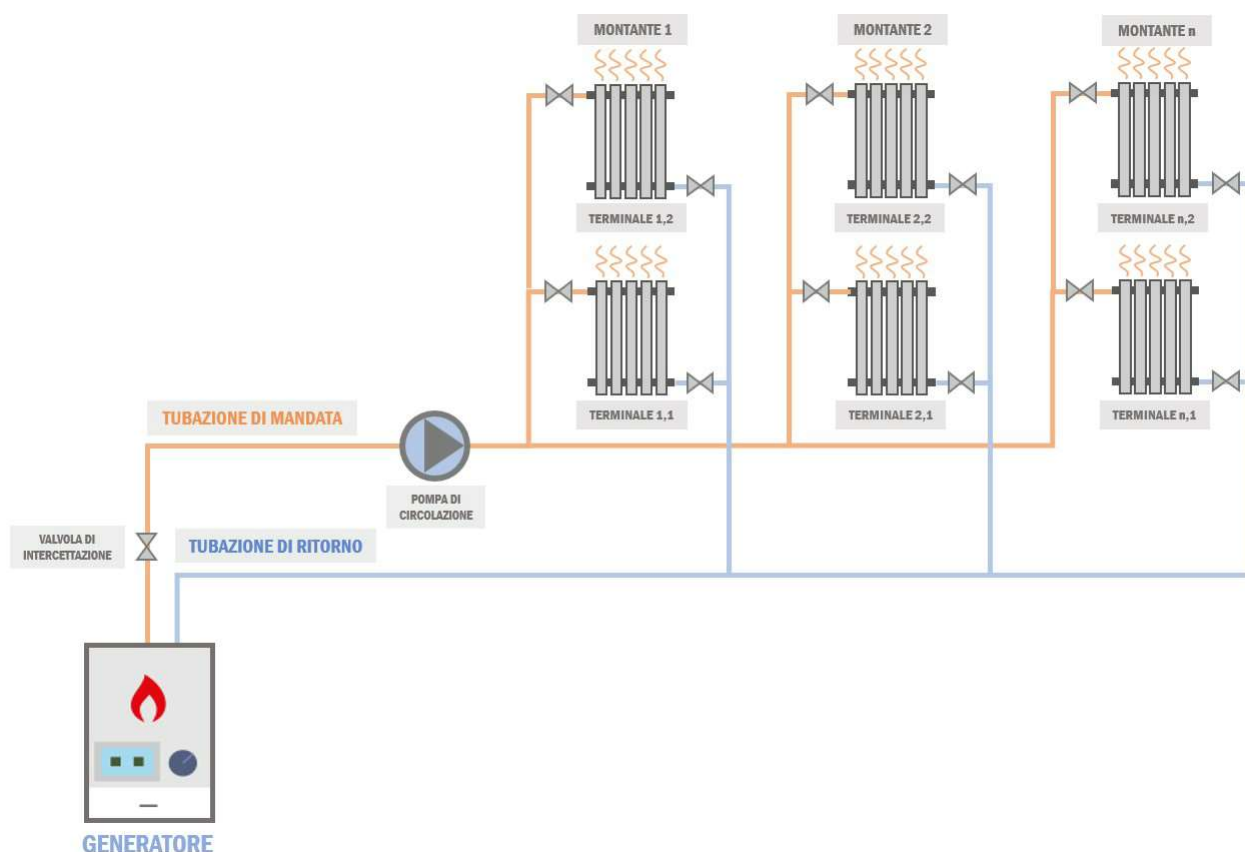 MONTANTE 1
MONTANTE 2
MONTANTE n
TERMINALE 1,2
TERMINALE 2,2
TERMINALE n,2
TERMINALE 1,1
TERMINALE 2,1
TERMINALE n,1
TUBAZIONE DI MANDATA
POMPA DI
CIRCOLAZIONE
VALVOLA DI
INTERCETTAZIONE
TUBAZIONE DI RITORNO
GENERATORE